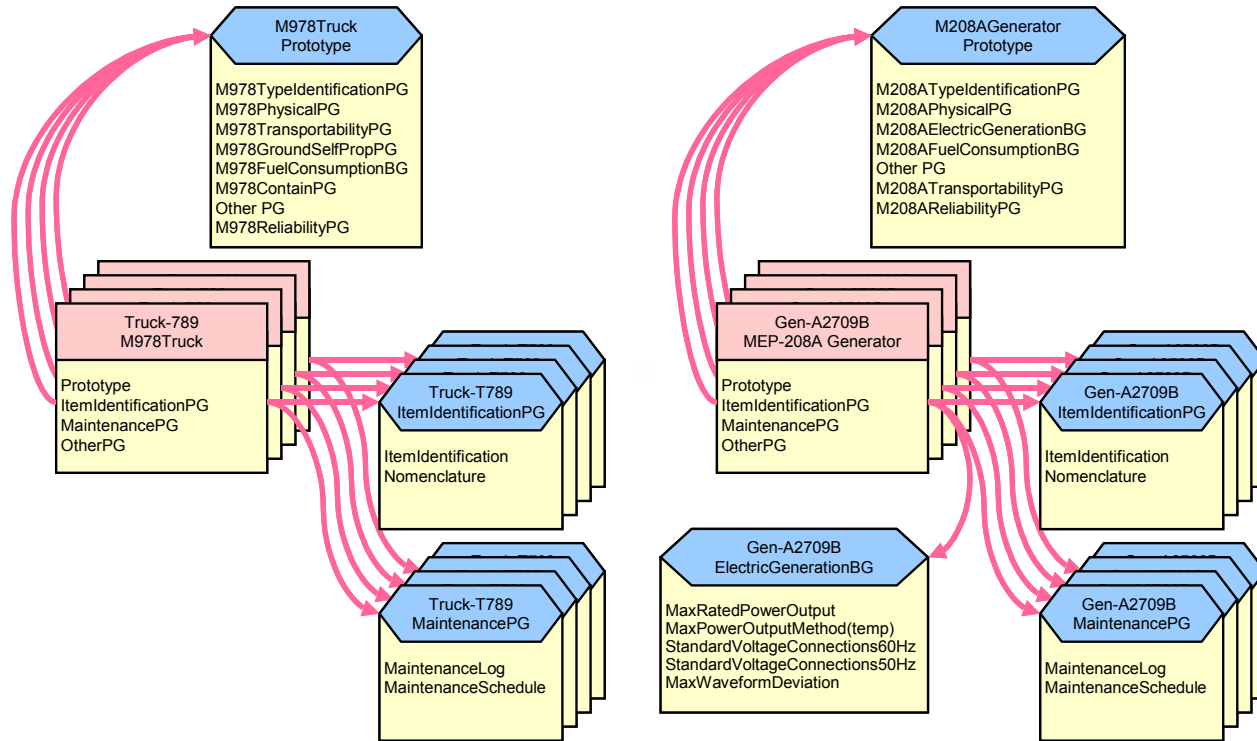 M978Truck
Prototype
M978TypeIdentificationPG
M978PhysicalPG
M978TransportabilityPG
M978GroundSelfPropPG
M978FuelConsumptionBG
M978ContainPG
Other PG
M978ReliabilityPG
Truck-789
M978Truck
Prototype
ItemIdentificationPG
MaintenancePG
OtherPG
Truck-T789
ItemIdentificationPG
ItemIdentification
Nomenclature
Truck-T789
MaintenancePG
MaintenanceLog
MaintenanceSchedule
M208AGenerator
Prototype
M208ATypeIdentificationPG
M208APhysicalPG
M208AElectricGenerationBG
M208AFuelConsumptionBG
Other PG
M208ATransportabilityPG
M208AReliabilityPG
Gen-A2709B
MEP-208A Generator
Prototype
ItemIdentificationPG
MaintenancePG
OtherPG
Gen-A2709B
ItemIdentificationPG
ItemIdentification
Nomenclature
Gen-A2709B
ElectricGenerationBG
MaxRatedPowerOutput
MaxPowerOutputMethod(temp)
StandardVoltageConnections60Hz
StandardVoltageConnections50Hz
MaxWaveformDeviation
Gen-A2709B
MaintenancePG
MaintenanceLog
MaintenanceSchedule